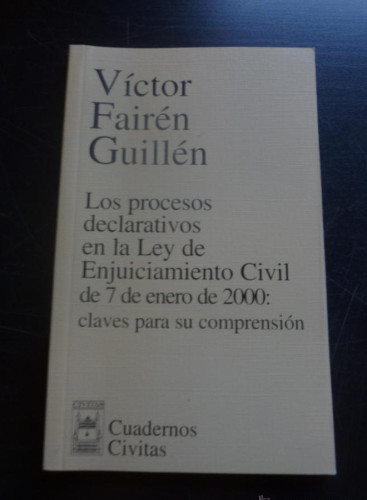 Víctor
Fairén
Guillén
Los procesos
declarativos
en la Ley de
Enjuiciamiento Civil
de 7 de enero de 2000:
claves para su comprensión
CIVITAS
Cuadernos
Civitas